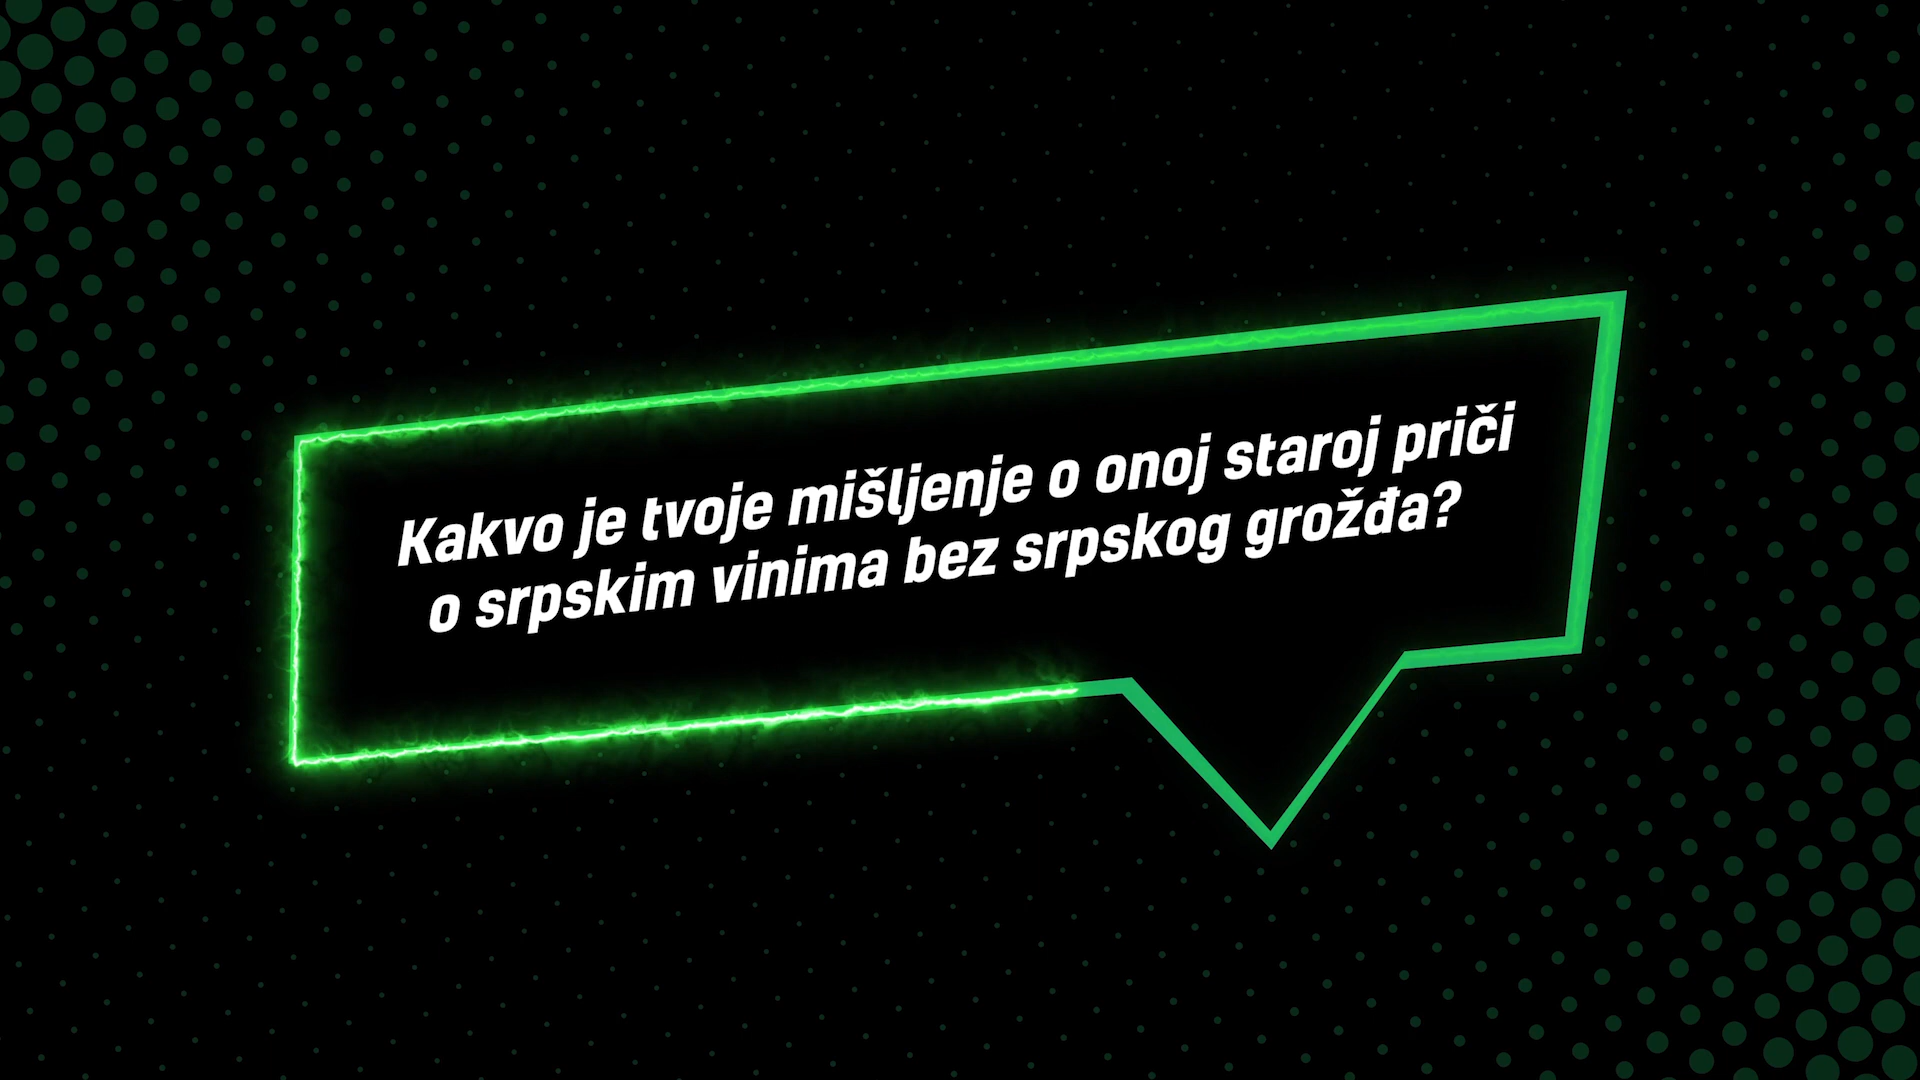 Kakvo je tvoje mišljenje o onoj staroj priči
o srpskim vinima bez srpskog grožđa?